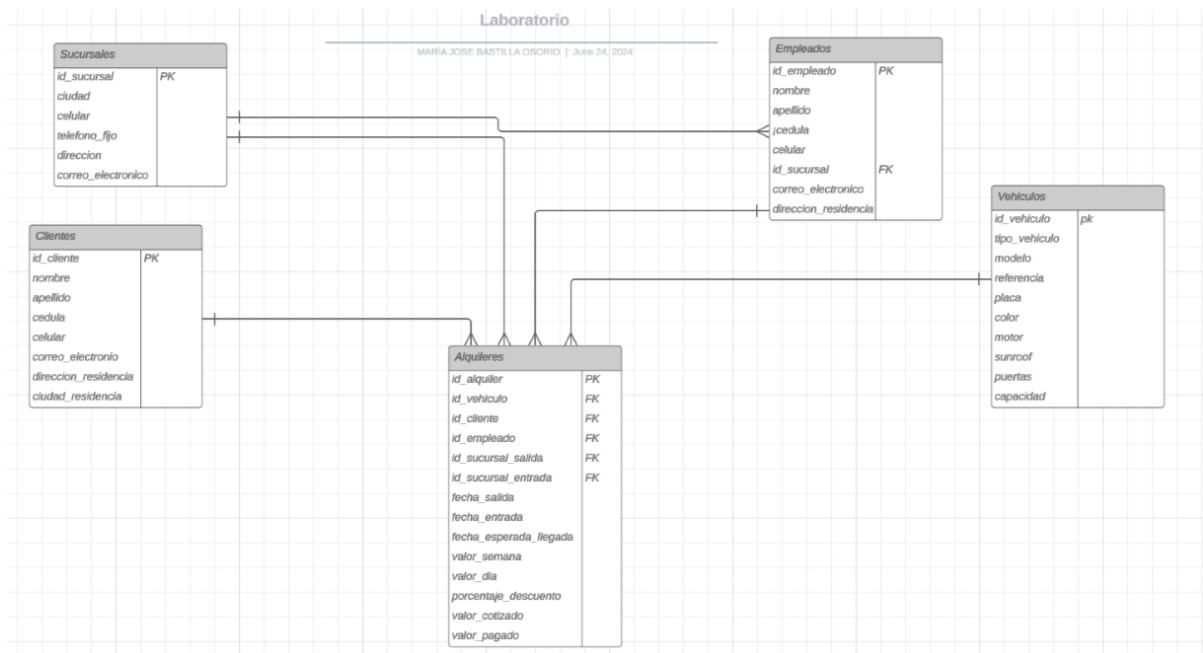 Laboratorio
MARÍA JOSE BASTILLA OSORIO | June 24, 2024
Sucursales
id_sucursal PK
ciudad
celular
telefono_fijo
direccion
correo_electronico
Empleados
id_empleado PK
nombre
apellido
¡cedula
celular
id_sucursal FK
correo_electronico
direccion_residencia
Clientes
id_cliente PK
nombre
apellido
cedula
celular
correo_electronio
direccion_residencia
ciudad_residencia
Vehiculos
id_vehiculo pk
tipo_vehiculo
modelo
referencia
placa
color
motor
sunroof
puertas
capacidad
Alquileres
id_alquiler PK
id_vehiculo FK
id_cliente FK
id_empleado FK
id_sucursal_salida FK
id_sucursal_entrada FK
fecha_salida
fecha_entrada
fecha_esperada_llegada
valor_semana
valor_dia
porcentaje_descuento
valor_cotizado
valor_pagado